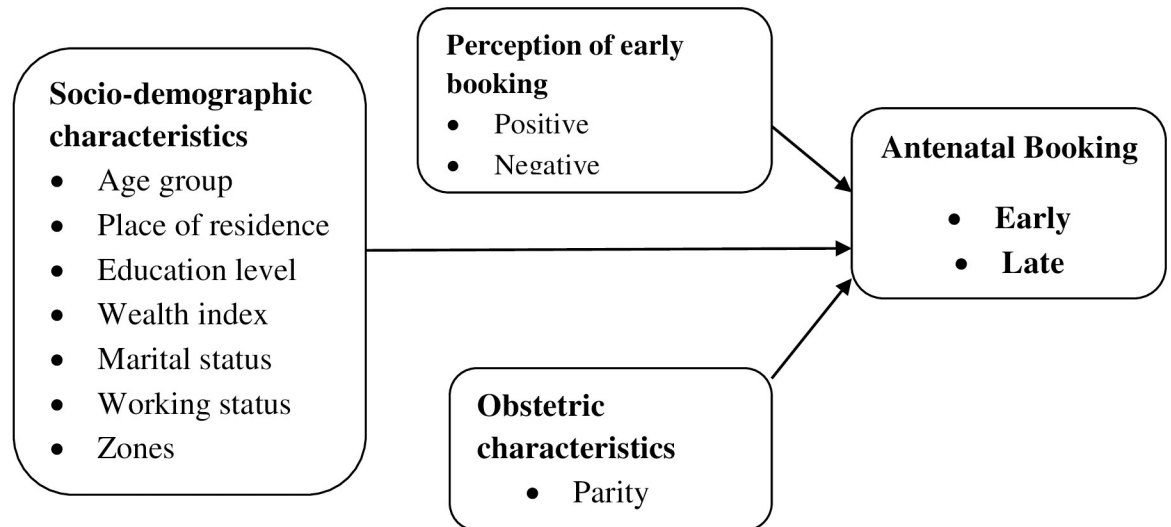 Socio-demographic
characteristics
• Age group
• Place of residence
• Education level
• Wealth index
• Marital status
• Working status
• Zones
Perception of early
booking
• Positive
• Negative
Obstetric
characteristics
• Parity
Antenatal Booking
• Early
• Late